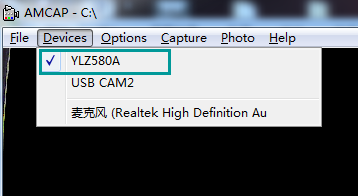 AMCAP - C:\
File Devices Options Capture Photo Help
✓ YLZ580A
USB CAM2
麦克风 (Realtek High Definition Au